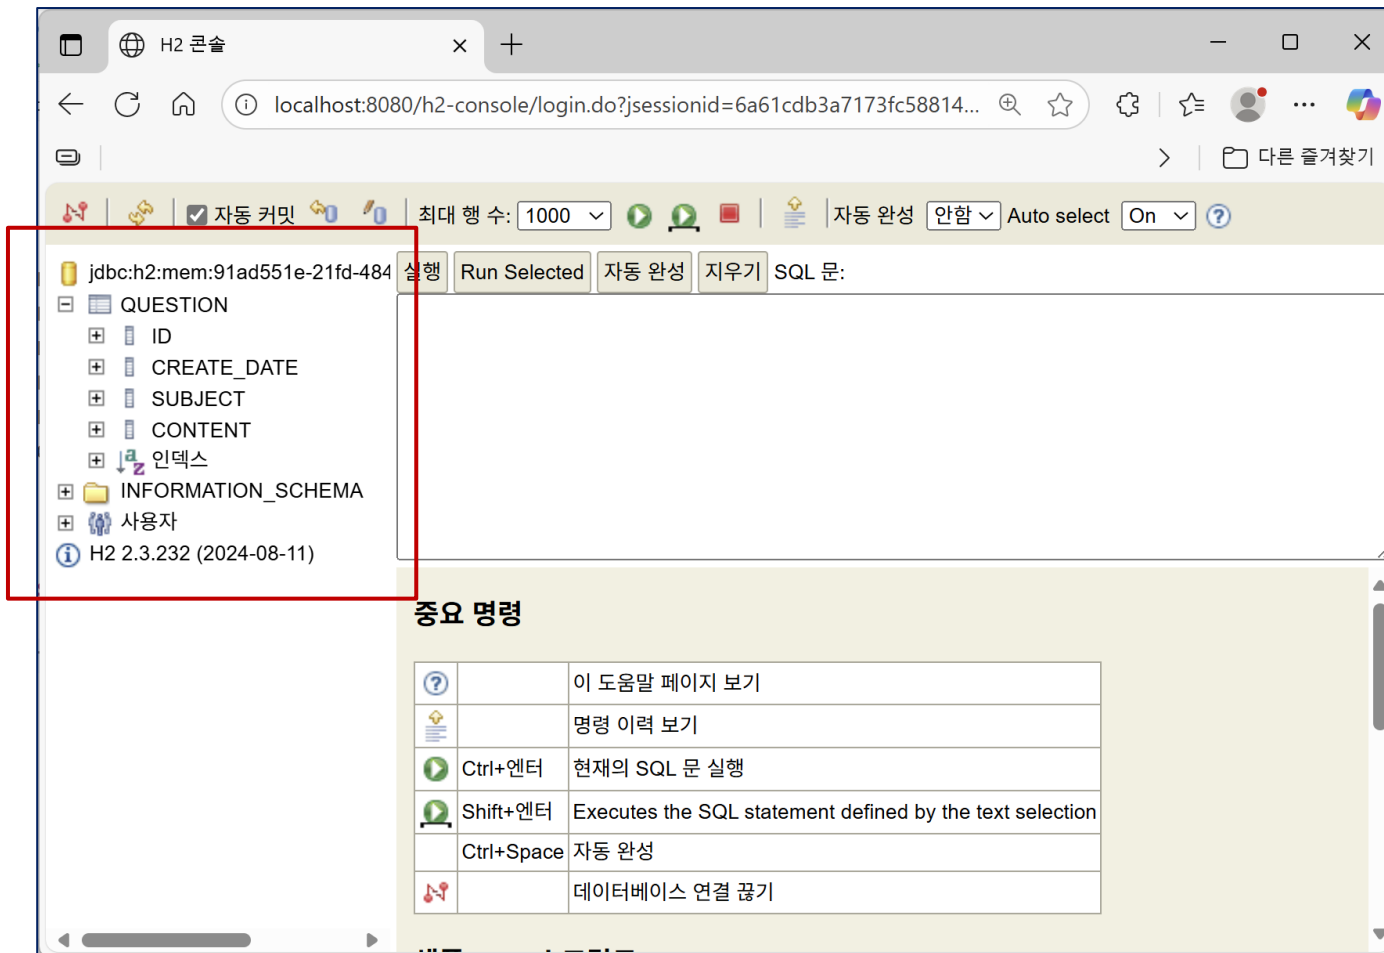 H2 콘솔
localhost:8080/h2-console/login.do?jsessionid=6a61cdb3a7173fc58814...
다른 즐겨찾기
자동 커밋 최대 행 수: 1000 자동 완성 안함 Auto select On
jdbc:h2:mem:91ad551e-21fd-484
QUESTION
ID
CREATE_DATE
SUBJECT
CONTENT
인덱스
INFORMATION_SCHEMA
사용자
H2 2.3.232 (2024-08-11)
실행 Run Selected 자동 완성 지우기 SQL 문:
중요 명령
이 도움말 페이지 보기
명령 이력 보기
Ctrl+엔터 현재의 SQL 문 실행
Shift+엔터 Executes the SQL statement defined by the text selection
Ctrl+Space 자동 완성
데이터베이스 연결 끊기